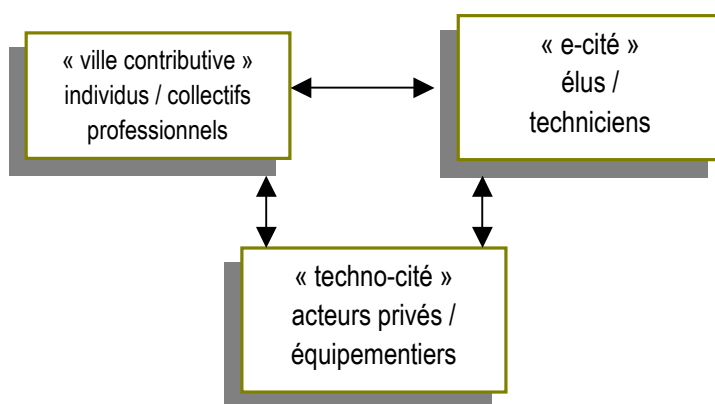 « ville contributive »
individus / collectifs
professionnels
« e-cité »
élus /
techniciens
« techno-cité »
acteurs privés /
équipementiers